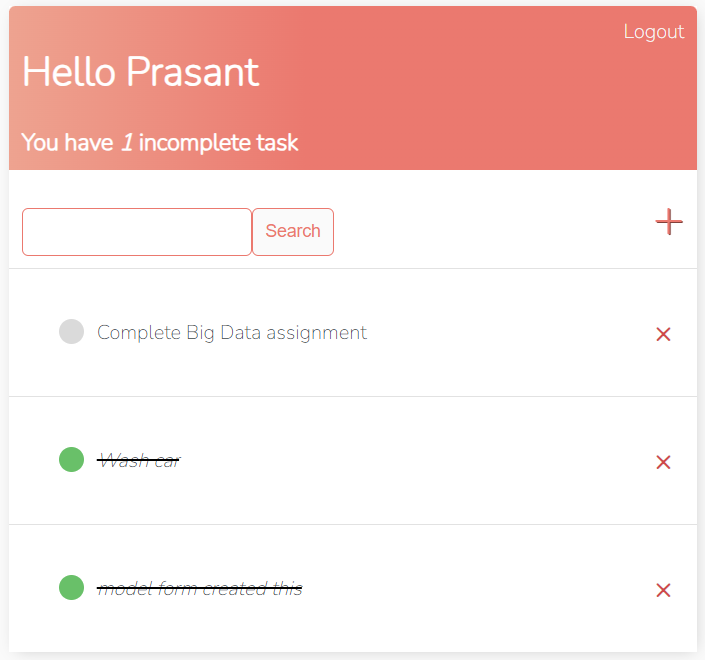 Logout
Hello Prasant
You have 1 incomplete task
Search
Complete Big Data assignment
Wash car
model form created this